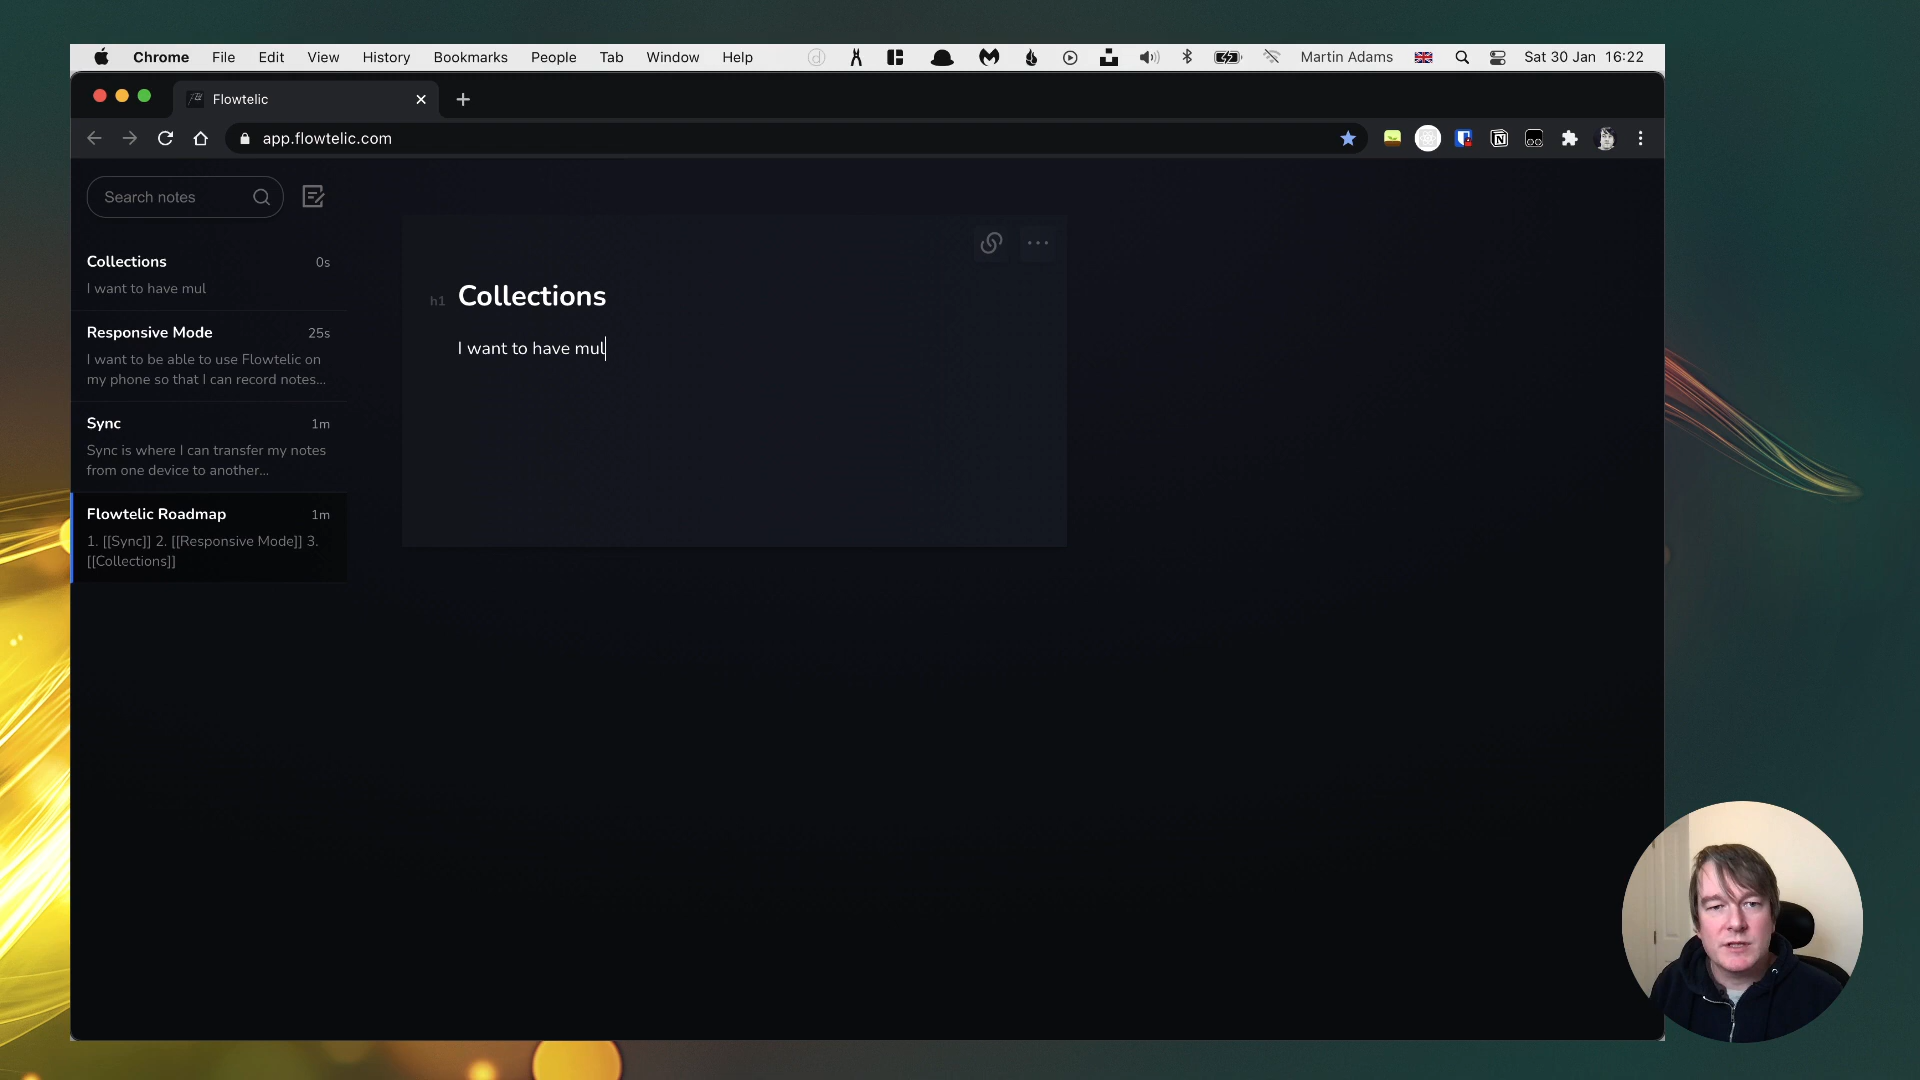 Chrome File Edit View History Bookmarks People Tab Window Help Martin Adams Sat 30 Jan 16:22
Flowtelic
app.flowtelic.com
Search notes
Collections 0s
I want to have mul
Responsive Mode 25s
I want to be able to use Flowtelic on
my phone so that I can record notes...
Sync 1m
Sync is where I can transfer my notes
from one device to another...
Flowtelic Roadmap 1m
1. [[Sync]] 2. [[Responsive Mode]] 3.
[[Collections]]
h1 Collections
I want to have mul